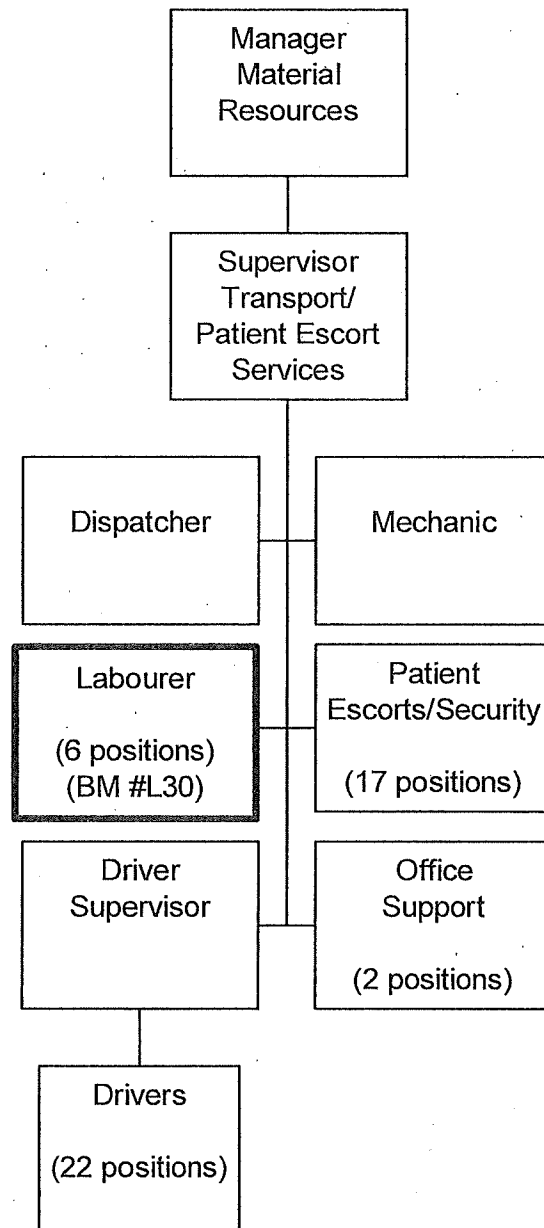 Manager
Material
Resources
Supervisor
Transport/
Patient Escort
Services
Dispatcher
Mechanic
Labourer
(6 positions)
(BM #L30)
Patient
Escorts/Security
(17 positions)
Driver
Supervisor
Office
Support
(2 positions)
Drivers
(22 positions)